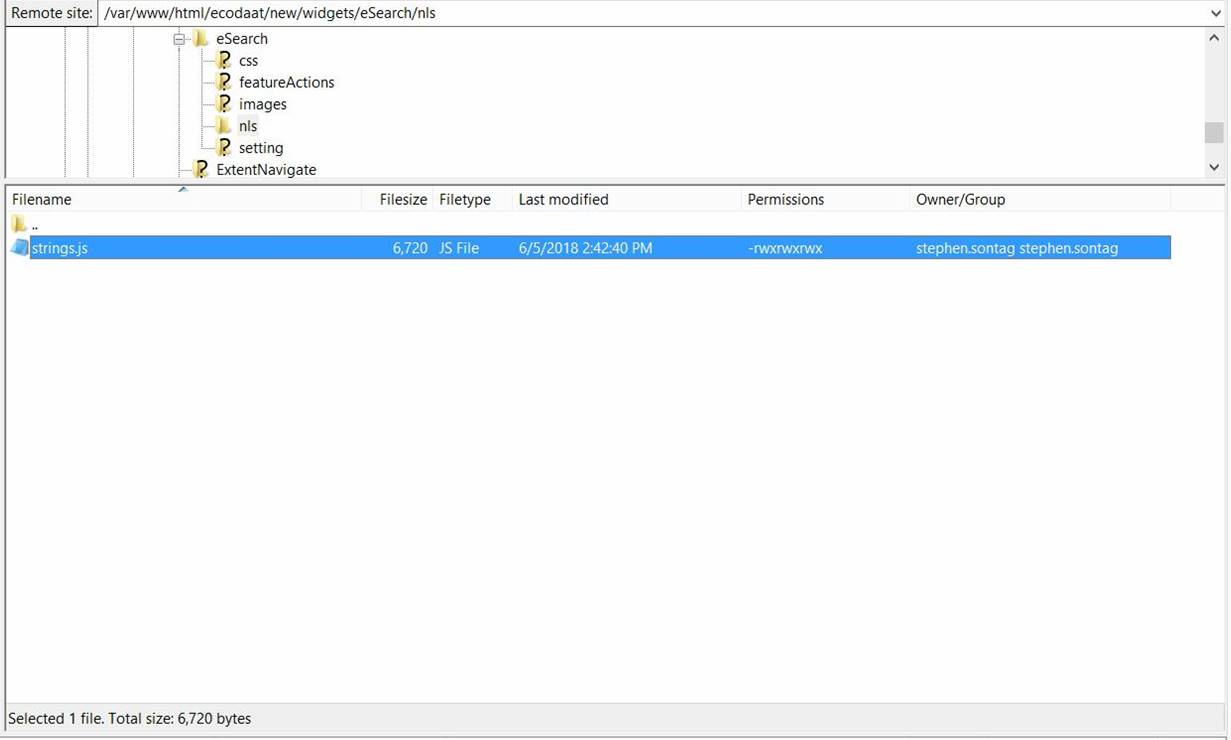 Remote site: /var/www/html/ecodaat/new/widgets/eSearch/nls
eSearch
css
featureActions
images
nls
setting
ExtentNavigate
Filename Filesize Filetype Last modified Permissions Owner/Group
..
strings.js 6,720 JS File 6/5/2018 2:42:40 PM -rwxrwxrwx stephen.sontag stephen.sontag
Selected 1 file. Total size: 6,720 bytes